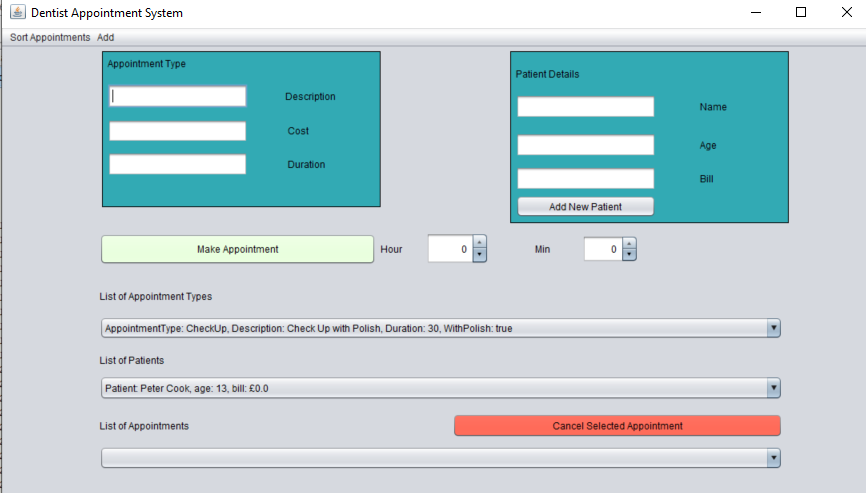 Dentist Appointment System
Sort Appointments Add
Appointment Type
Description
Cost
Duration
Patient Details
Name
Age
Bill
Add New Patient
Make Appointment Hour 0 Min 0
List of Appointment Types
AppointmentType: CheckUp, Description: Check Up with Polish, Duration: 30, WithPolish: true
List of Patients
Patient: Peter Cook, age: 13, bill: £0.0
List of Appointments Cancel Selected Appointment